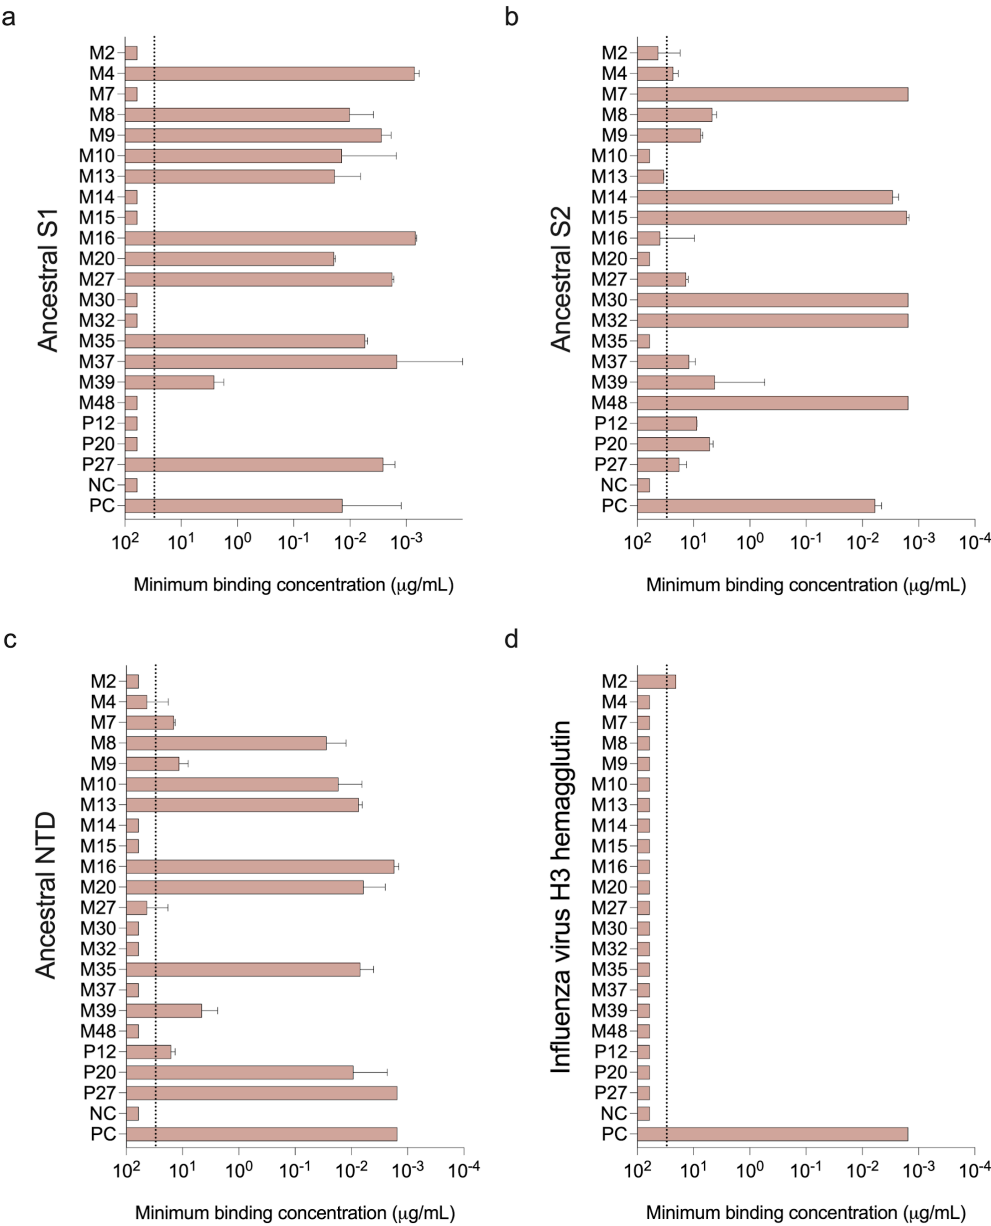 a
Ancestral S1
M2
M4
M7
M8
M9
M10
M13
M14
M15
M16
M20
M27
M30
M32
M35
M37
M39
M48
P12
P20
P27
NC
PC
10² 10¹ 10⁰ 10⁻¹ 10⁻² 10⁻³
Minimum binding concentration (μg/mL)
b
Ancestral S2
M2
M4
M7
M8
M9
M10
M13
M14
M15
M16
M20
M27
M30
M32
M35
M37
M39
M48
P12
P20
P27
NC
PC
10² 10¹ 10⁰ 10⁻¹ 10⁻² 10⁻³ 10⁻⁴
Minimum binding concentration (μg/mL)
c
Ancestral NTD
M2
M4
M7
M8
M9
M10
M13
M14
M15
M16
M20
M27
M30
M32
M35
M37
M39
M48
P12
P20
P27
NC
PC
10² 10¹ 10⁰ 10⁻¹ 10⁻² 10⁻³ 10⁻⁴
Minimum binding concentration (μg/mL)
d
Influenza virus H3 hemagglutin
M2
M4
M7
M8
M9
M10
M13
M14
M15
M16
M20
M27
M30
M32
M35
M37
M39
M48
P12
P20
P27
NC
PC
10² 10¹ 10⁰ 10⁻¹ 10⁻² 10⁻³ 10⁻⁴
Minimum binding concentration (μg/mL)